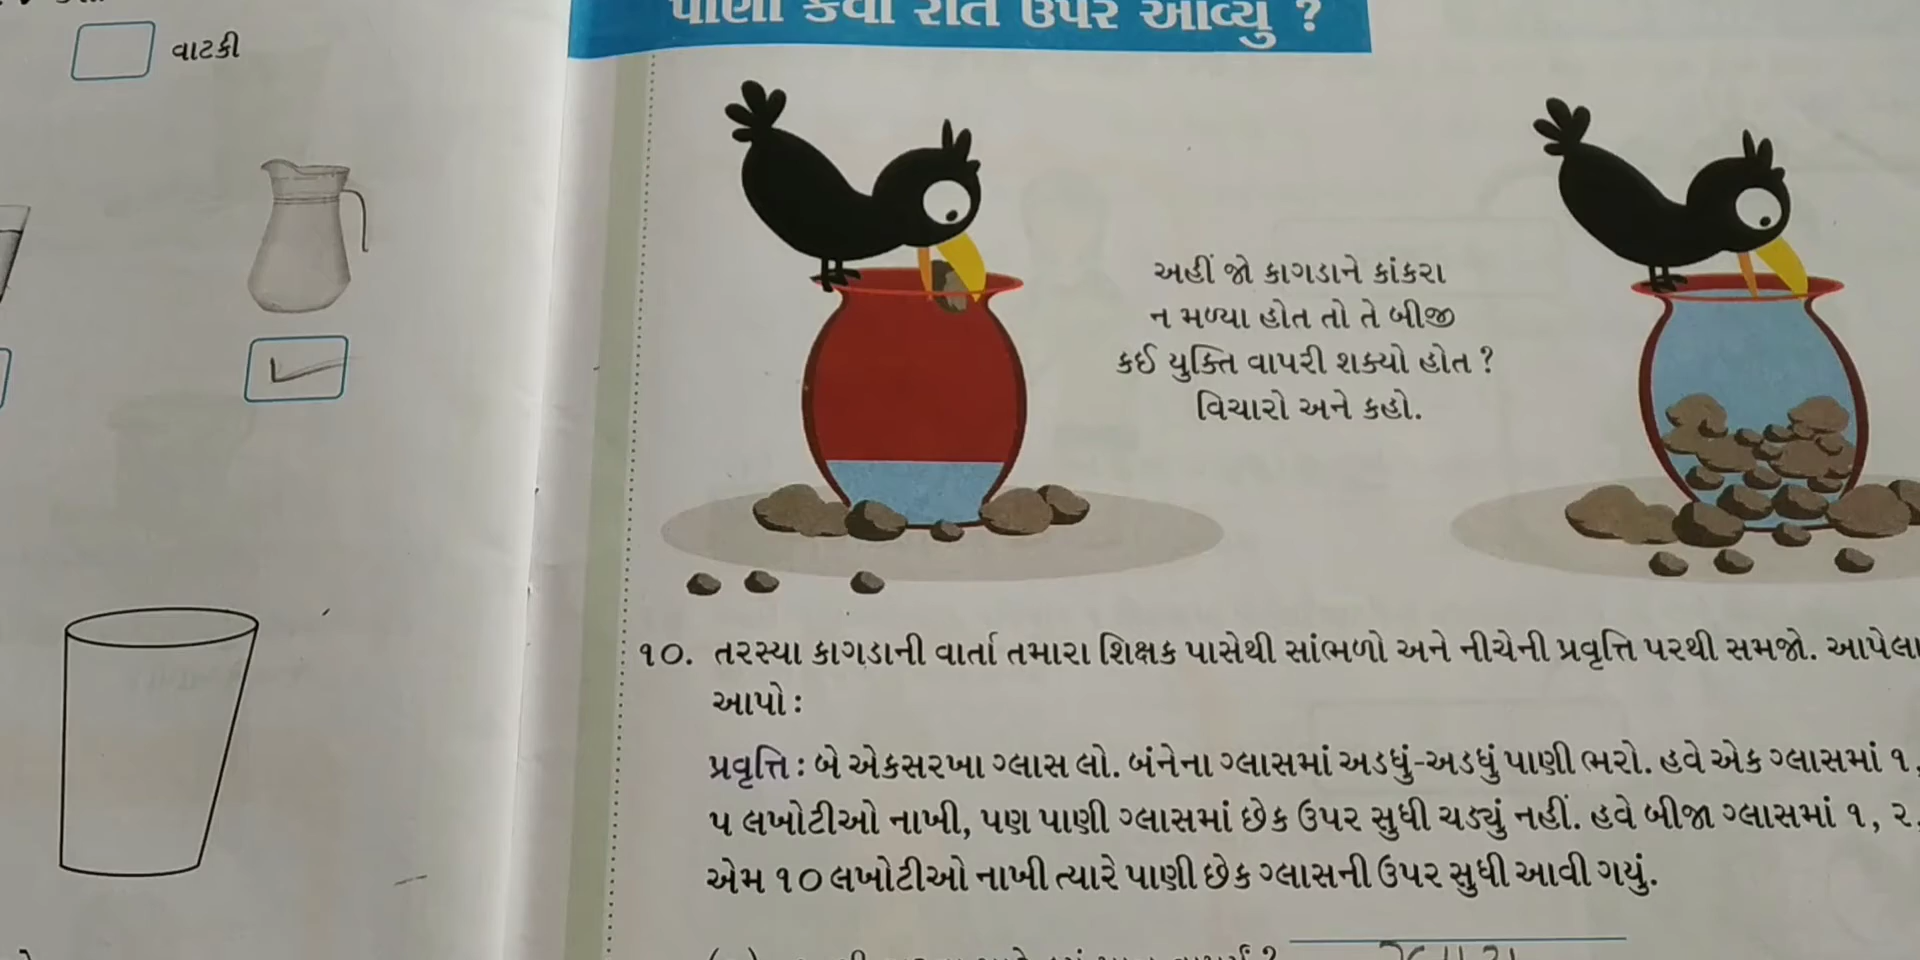 વાટકી
પાણી કેવી રીતે ઉપર આવ્યું ?
અહીં જો કાગડાને કાંકરા
ન મળ્યા હોત તો તે બીજી
કઈ યુક્તિ વાપરી શક્યો હોત ?
વિચારો અને કહો.
૧૦. તરસ્યા કાગડાની વાર્તા તમારા શિક્ષક પાસેથી સાંભળો અને નીચેની પ્રવૃત્તિ પરથી સમજો. આપેલા
આપો :
પ્રવૃત્તિ : બે એકસરખા ગ્લાસ લો. બંનેના ગ્લાસમાં અડધું-અડધું પાણી ભરો. હવે એક ગ્લાસમાં ૧,
૫ લખોટીઓ નાખી, પણ પાણી ગ્લાસમાં છેક ઉપર સુધી ચડ્યું નહીં. હવે બીજા ગ્લાસમાં ૧, ૨,
એમ ૧૦ લખોટીઓ નાખી ત્યારે પાણી છેક ગ્લાસની ઉપર સુધી આવી ગયું.